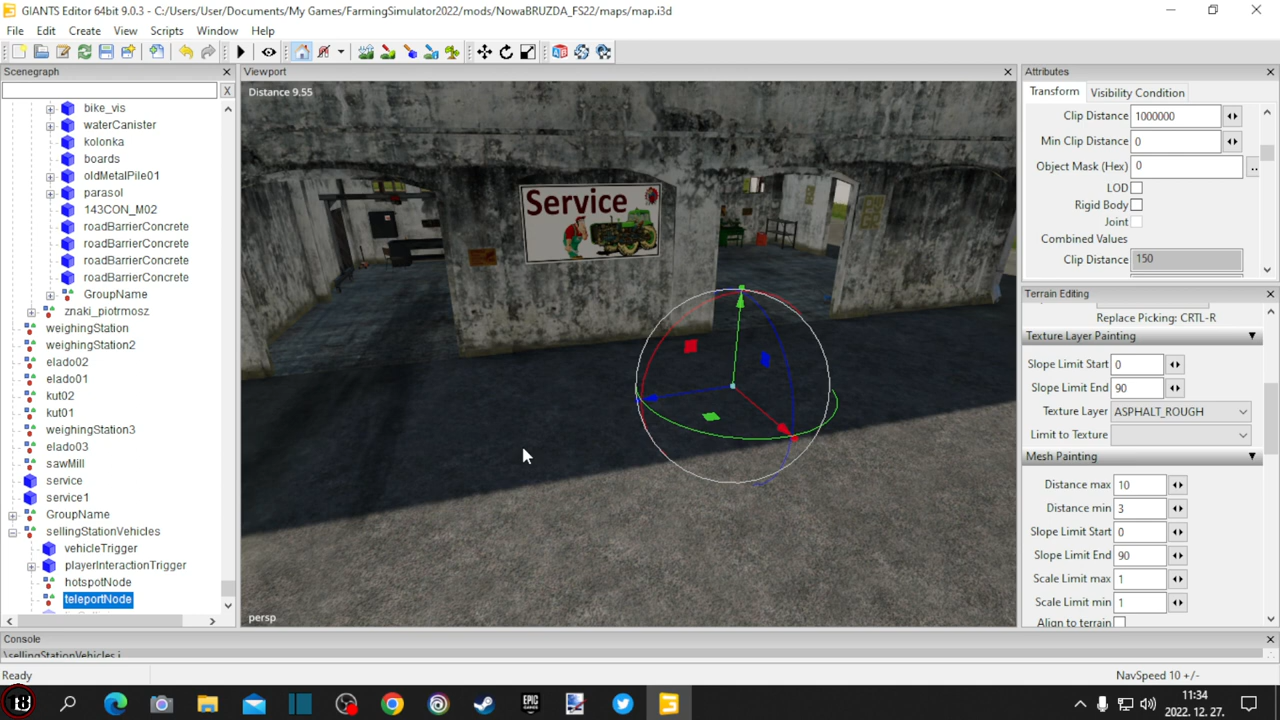 GIANTS Editor 64bit 9.0.3 - C:/Users/User/Documents/My Games/FarmingSimulator2022/mods/NowaBRUZDA_FS22/maps/map.i3d
File Edit Create View Scripts Window Help
Scenegraph
X
bike_vis
waterCanister
kolonka
boards
oldMetalPile01
parasol
143CON_M02
roadBarrierConcrete
roadBarrierConcrete
roadBarrierConcrete
roadBarrierConcrete
GroupName
znaki_piotrmosz
weighingStation
weighingStation2
elado02
elado01
kut02
kut01
weighingStation3
elado03
sawMill
service
service1
GroupName
sellingStationVehicles
vehicleTrigger
playerInteractionTrigger
hotspotNode
teleportNode
Viewport
Distance 9.55
Service
persp
Attributes
Transform Visibility Condition
Clip Distance 1000000
Min Clip Distance 0
Object Mask (Hex) 0 ..
LOD
Rigid Body
Joint
Combined Values
Clip Distance 150
Terrain Editing
Replace Picking: CRTL-R
Texture Layer Painting
Slope Limit Start 0
Slope Limit End 90
Texture Layer ASPHALT_ROUGH
Limit to Texture
Mesh Painting
Distance max 10
Distance min 3
Slope Limit Start 0
Slope Limit End 90
Scale Limit max 1
Scale Limit min 1
Align to terrain
Console
\sellingStationVehicles.i
Ready
NavSpeed 10 +/-
11:34
2022. 12. 27.